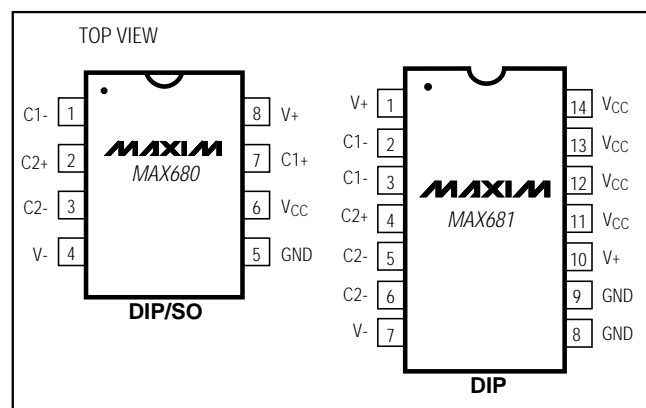 TOP VIEW
C1- 1 8 V+
C2+ 2 MAXIM 7 C1+
MAX680
C2- 3 6 VCC
V- 4 5 GND
DIP/SO
V+ 1 14 VCC
C1- 2 13 VCC
C1- 3 12 VCC
MAXIM
C2+ 4 MAX681 11 VCC
C2- 5 10 V+
C2- 6 9 GND
V- 7 8 GND
DIP